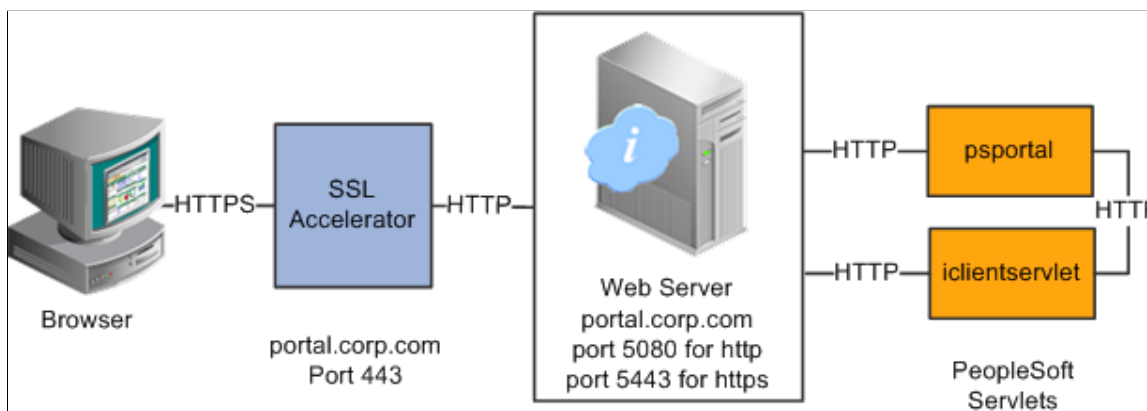 HTTPS
SSL
Accelerator
HTTP
i
HTTP
psportal
HTTP
HTTP
iclientservlet
Browser
portal.corp.com
Port 443
Web Server
portal.corp.com
port 5080 for http
port 5443 for https
PeopleSoft
Servlets